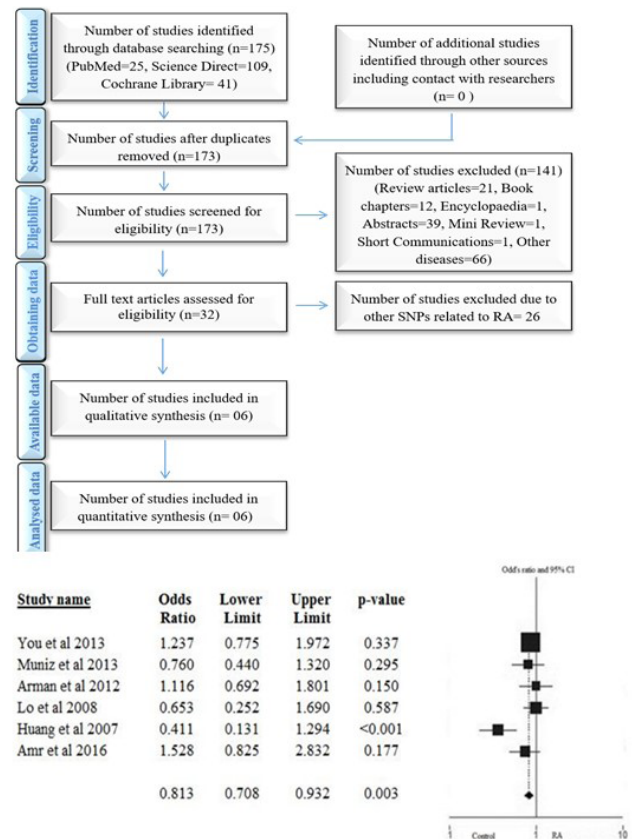 Identification
Number of studies identified
through database searching (n=175)
(PubMed=25, Science Direct=109,
Cochrane Library= 41)
Number of additional studies
identified through other sources
including contact with researchers
(n= 0 )
Screening
Number of studies after duplicates
removed (n=173)
Eligibility
Number of studies screened for
eligibility (n=173)
Number of studies excluded (n=141)
(Review articles=21, Book
chapters=12, Encyclopaedia=1,
Abstracts=39, Mini Review=1,
Short Communications=1, Other
diseases=66)
Obtaining data
Full text articles assessed for
eligibility (n=32)
Number of studies excluded due to
other SNPs related to RA= 26
Available data
Number of studies included in
qualitative synthesis (n= 06)
Analysed data
Number of studies included in
quantitative synthesis (n= 06)
Odd's ratio and 95% CI
Study name Odds Lower Upper p-value
Ratio Limit Limit
You et al 2013 1.237 0.775 1.972 0.337
Muniz et al 2013 0.760 0.440 1.320 0.295
Arman et al 2012 1.116 0.692 1.801 0.150
Lo et al 2008 0.653 0.252 1.690 0.587
Huang et al 2007 0.411 0.131 1.294 <0.001
Amr et al 2016 1.528 0.825 2.832 0.177
0.813 0.708 0.932 0.003
.1 1 10
Control RA